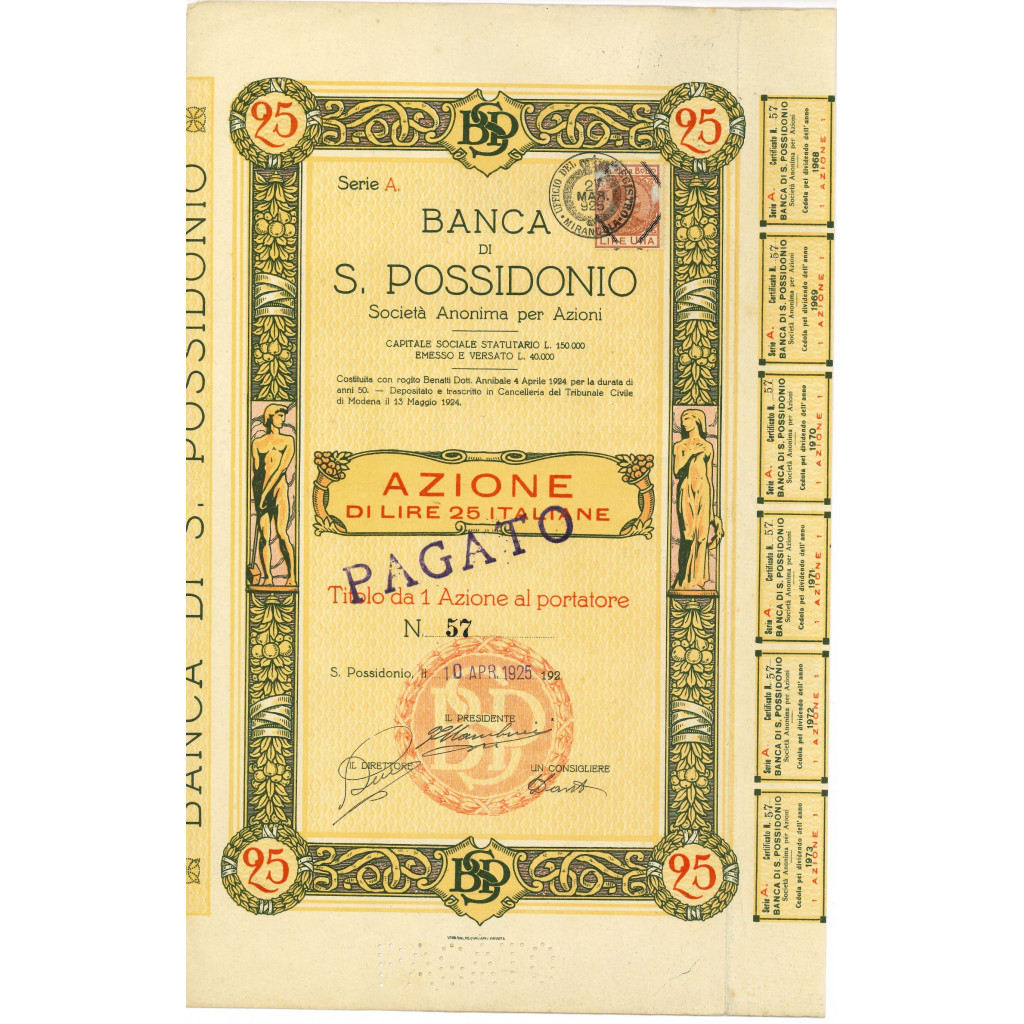 BANCA DI S. POSSIDONIO
25
BSP
25
Serie A.
UFFICIO DEL REGISTRO
MAR.
925
MIRANDOLA
LIRE UNA
BANCA
DI
S. POSSIDONIO
Società Anonima per Azioni
CAPITALE SOCIALE STATUTARIO L. 150.000
EMESSO E VERSATO L. 40.000
Costituita con rogito Benatti Dott. Annibale 4 Aprile 1924 per la durata di
anni 50. — Depositato e trascritto in Cancelleria del Tribunale Civile
di Modena il 13 Maggio 1924.
AZIONE
DI LIRE 25 ITALIANE
PAGATO
Titolo da 1 Azione al portatore
N. 57
S. Possidonio, il 10 APR. 1925 192
BSP
IL PRESIDENTE
IL DIRETTORE
UN CONSIGLIERE
25
BSP
25
Serie A. Certificato N. 57
BANCA DI S. POSSIDONIO
Società Anonima per Azioni
Cedola pel dividendo dell'anno
1968
1 AZIONE 1
Serie A. Certificato N. 57
BANCA DI S. POSSIDONIO
Società Anonima per Azioni
Cedola pel dividendo dell'anno
1969
1 AZIONE 1
Serie A. Certificato N. 57
BANCA DI S. POSSIDONIO
Società Anonima per Azioni
Cedola pel dividendo dell'anno
1970
1 AZIONE 1
Serie A. Certificato N. 57
BANCA DI S. POSSIDONIO
Società Anonima per Azioni
Cedola pel dividendo dell'anno
1971
1 AZIONE 1
Serie A. Certificato N. 57
BANCA DI S. POSSIDONIO
Società Anonima per Azioni
Cedola pel dividendo dell'anno
1972
1 AZIONE 1
Serie A. Certificato N. 57
BANCA DI S. POSSIDONIO
Società Anonima per Azioni
Cedola pel dividendo dell'anno
1973
1 AZIONE 1